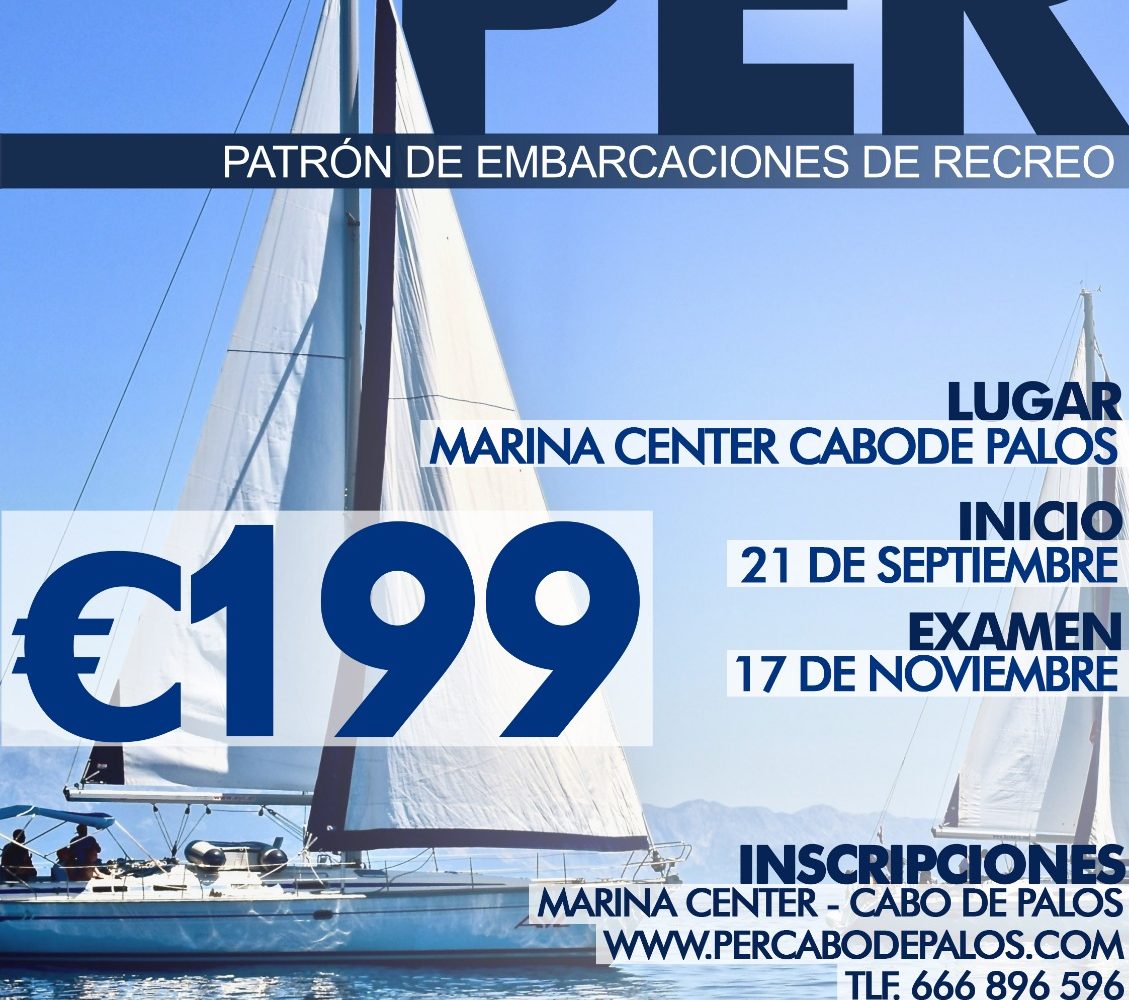 PER
PATRÓN DE EMBARCACIONES DE RECREO
LUGAR
MARINA CENTER CABODE PALOS
€199
INICIO
21 DE SEPTIEMBRE
EXAMEN
17 DE NOVIEMBRE
INSCRIPCIONES
MARINA CENTER - CABO DE PALOS
WWW.PERCABODEPALOS.COM
TLF. 666 896 596